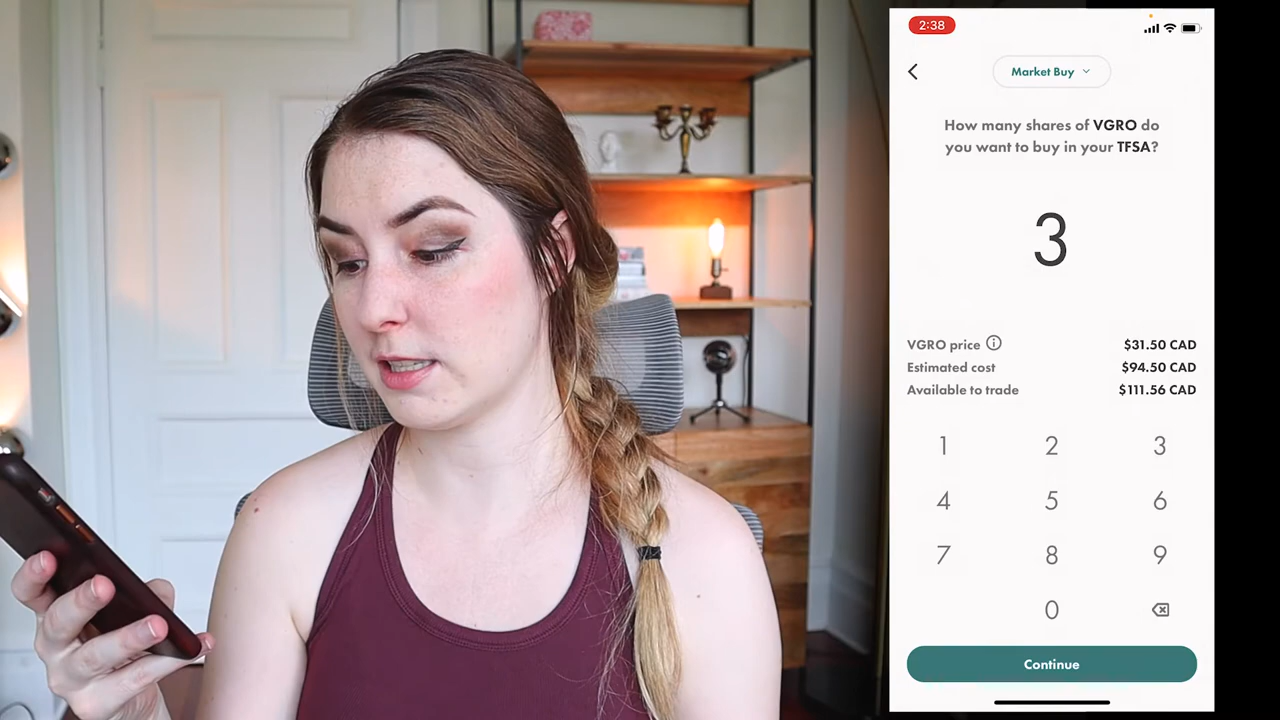 2:38
Market Buy
How many shares of VGRO do
you want to buy in your TFSA?
3
VGRO price $31.50 CAD
Estimated cost $94.50 CAD
Available to trade $111.56 CAD
1 2 3
4 5 6
7 8 9
0
Continue